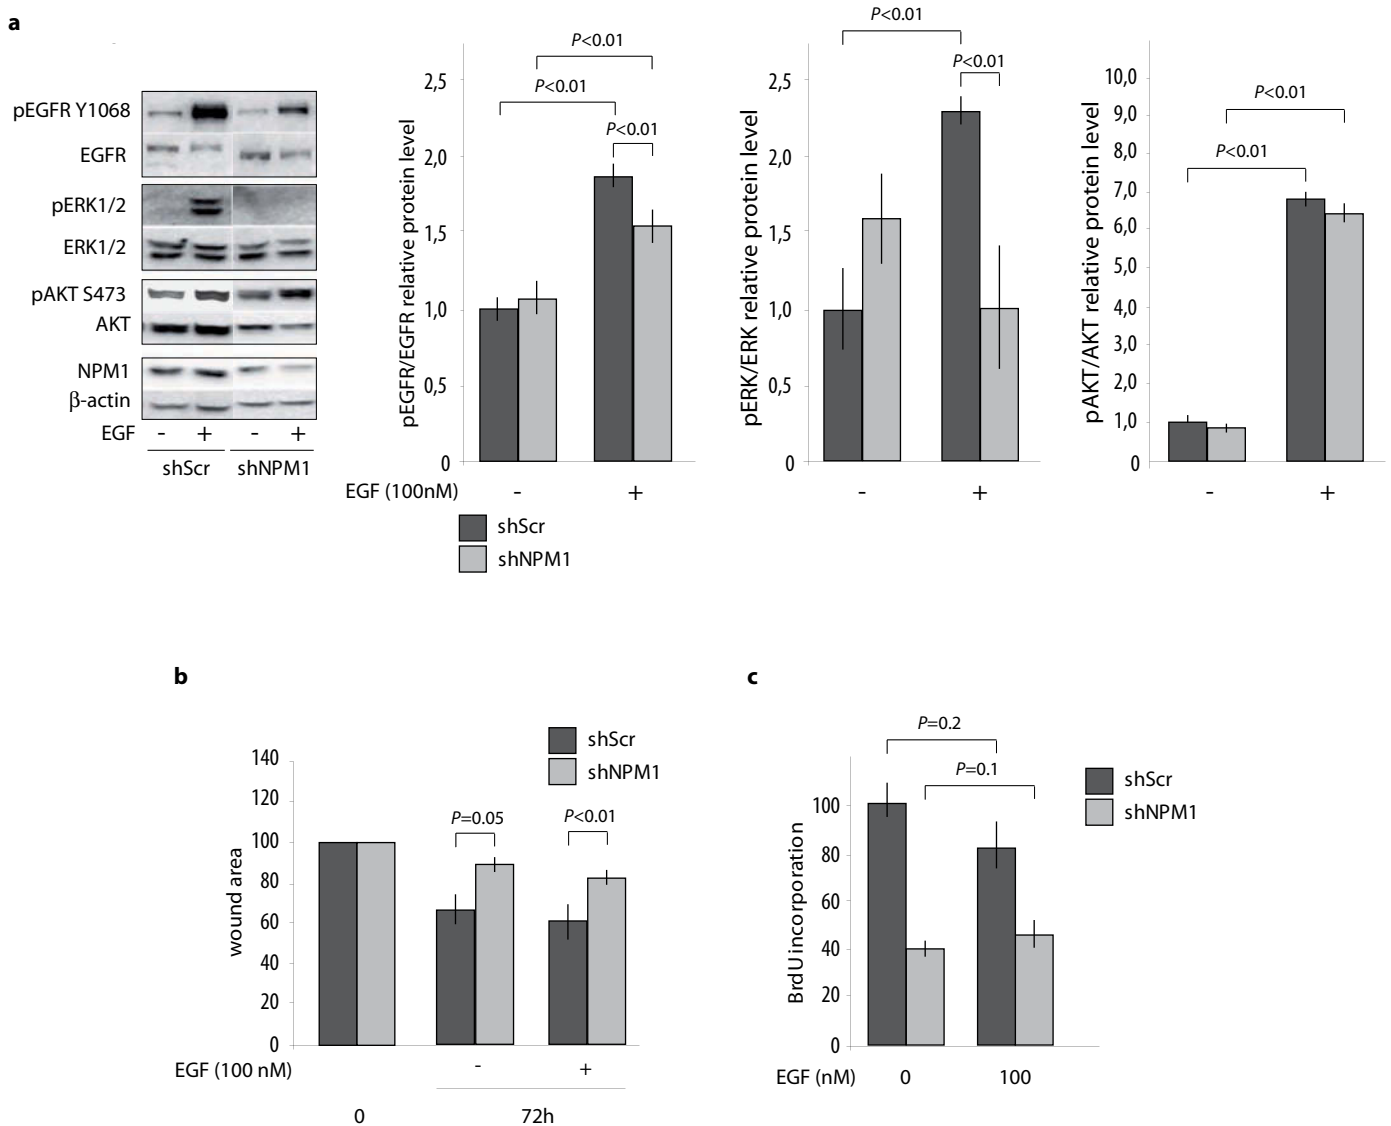 a
pEGFR Y1068
EGFR
pERK1/2
ERK1/2
pAKT S473
AKT
NPM1
β-actin
EGF - + - +
shScr shNPM1
pEGFR/EGFR relative protein level
2,5
2,0
1,5
1,0
0,5
0
P<0.01
P<0.01
P<0.01
EGF (100nM) - +
shScr
shNPM1
pERK/ERK relative protein level
2,5
2,0
1,5
1,0
0,5
0
P<0.01
P<0.01
- +
pAKT/AKT relative protein level
10,0
9,0
8,0
7,0
6,0
5,0
4,0
3,0
2,0
1,0
0
P<0.01
P<0.01
- +
b
shScr
shNPM1
wound area
140
120
100
80
60
40
20
0
P=0.05
P<0.01
EGF (100 nM) - +
0 72h
c
P=0.2
P=0.1
shScr
shNPM1
BrdU incorporation
100
80
60
40
20
0
EGF (nM) 0 100